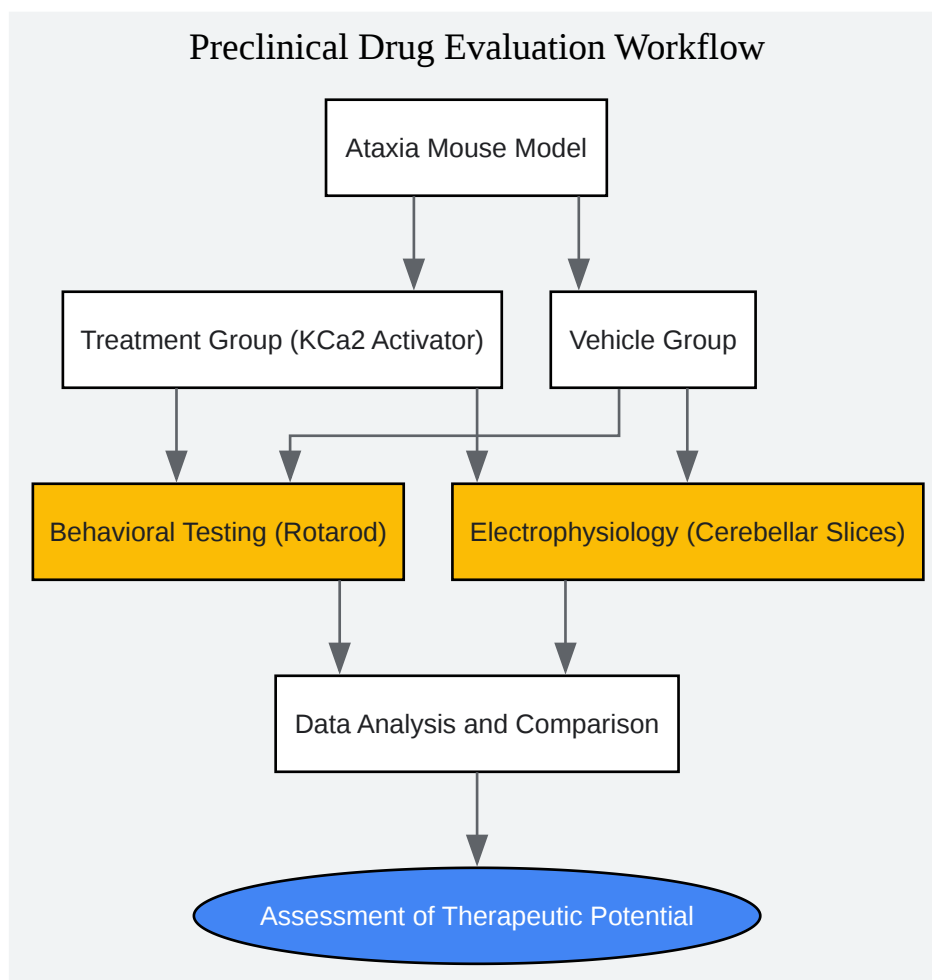 Preclinical Drug Evaluation Workflow
Ataxia Mouse Model
Treatment Group (KCa2 Activator)
Vehicle Group
Behavioral Testing (Rotarod)
Electrophysiology (Cerebellar Slices)
Data Analysis and Comparison
Assessment of Therapeutic Potential